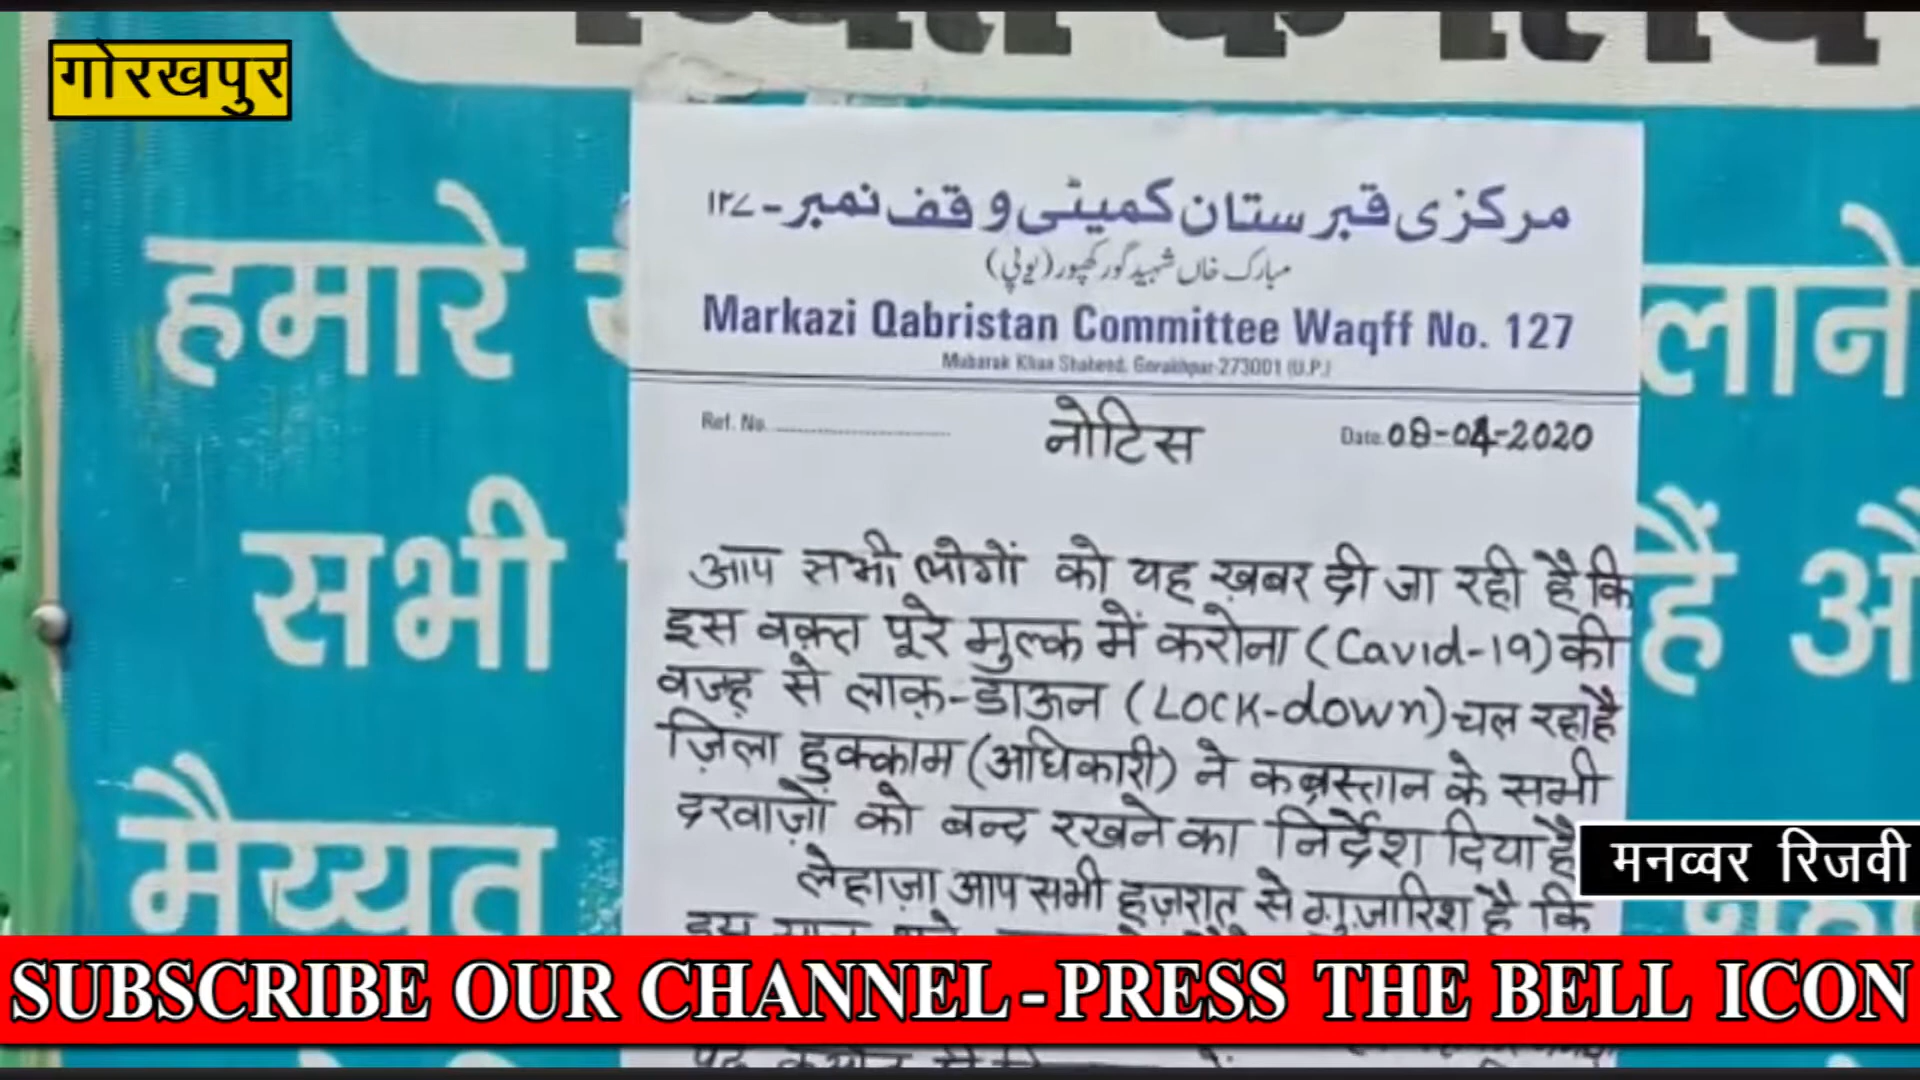 गोरखपुर
مرکزی قبرستان کمیٹی وقف نمبر - ۱۲۷
مبارک خاں شہید گورکھپور (یوپی)
Markazi Qabristan Committee Waqff No. 127
Mubarak Khan Shaheed, Gorakhpur-273001 (U.P.)
Ref. No. नोटिस Date. 08-04-2020
आप सभी लोगों को यह ख़बर दी जा रही है कि
इस वक़्त पूरे मुल्क में करोना (Cavid-19) की
वजह से लाक़-डाऊन (LOCK-down) चल रहा है
ज़िला हुक्काम (अधिकारी) ने कब्रस्तान के सभी
दरवाज़ों को बन्द रखने का निर्देश दिया है
लेहाज़ा आप सभी हज़रात से गुज़ारिश है कि
हमारे
लाने
सभी
हैं औ
मैय्यत
मनव्वर रिजवी
SUBSCRIBE OUR CHANNEL-PRESS THE BELL ICON